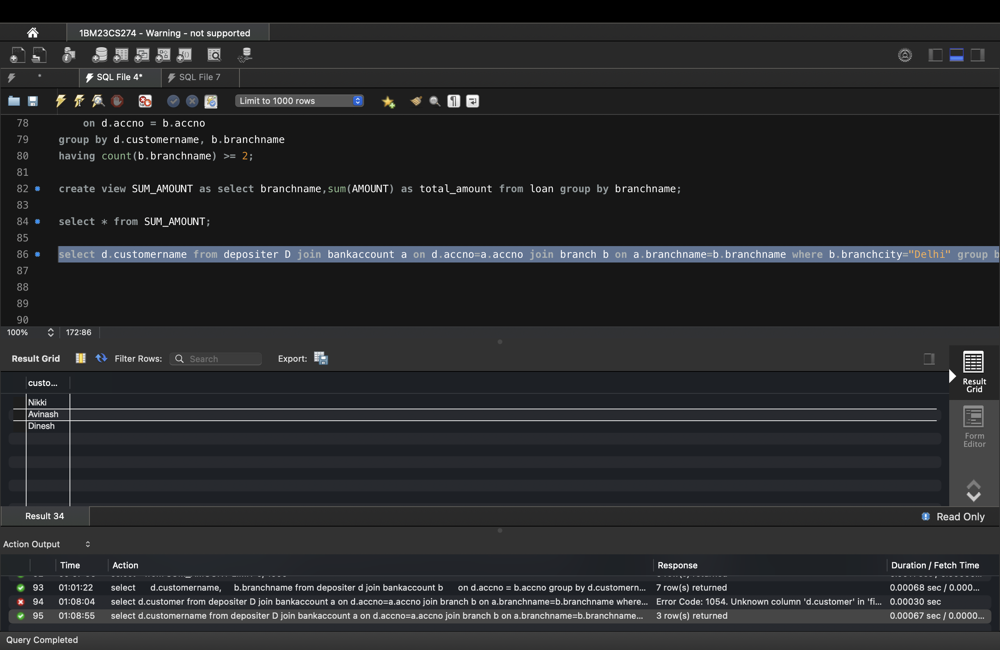 1BM23CS274 - Warning - not supported
*
SQL File 4*
SQL File 7
Limit to 1000 rows
78 on d.accno = b.accno
79 group by d.customername, b.branchname
80 having count(b.branchname) >= 2;
81
82 create view SUM_AMOUNT as select branchname,sum(AMOUNT) as total_amount from loan group by branchname;
83
84 select * from SUM_AMOUNT;
85
86 select d.customername from depositer D join bankaccount a on d.accno=a.accno join branch b on a.branchname=b.branchname where b.branchcity="Delhi" group b
87
88
89
90
100% 172:86
Result Grid Filter Rows: Search Export:
Result Grid
Form Editor
custo...
Nikki
Avinash
Dinesh
Result 34
Read Only
Action Output
Time Action Response Duration / Fetch Time
93 01:01:22 select d.customername, b.branchname from depositer d join bankaccount b on d.accno = b.accno group by d.customern... 7 row(s) returned 0.00068 sec / 0.000...
94 01:08:04 select d.customer from depositer D join bankaccount a on d.accno=a.accno join branch b on a.branchname=b.branchname where... Error Code: 1054. Unknown column 'd.customer' in 'fi... 0.00030 sec
95 01:08:55 select d.customername from depositer D join bankaccount a on d.accno=a.accno join branch b on a.branchname=b.branchname... 3 row(s) returned 0.00067 sec / 0.0000...
Query Completed